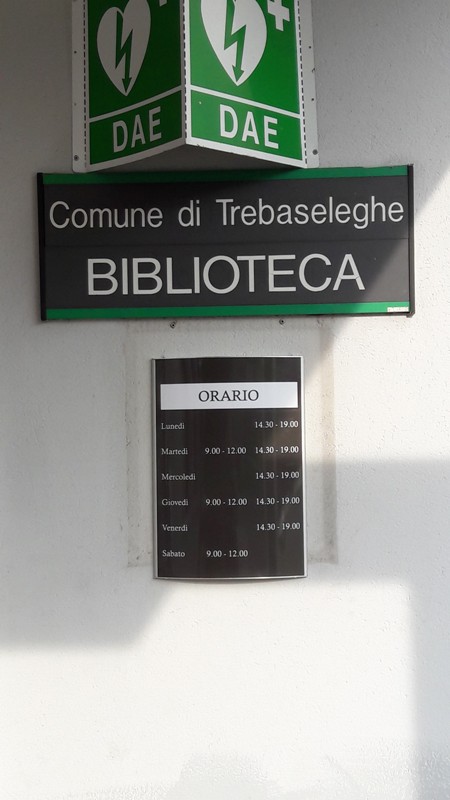 DAE DAE
Comune di Trebaseleghe
BIBLIOTECA
ORARIO
Lunedì 14.30 - 19.00
Martedì 9.00 - 12.00 14.30 - 19.00
Mercoledì 14.30 - 19.00
Giovedì 9.00 - 12.00 14.30 - 19.00
Venerdì 14.30 - 19.00
Sabato 9.00 - 12.00